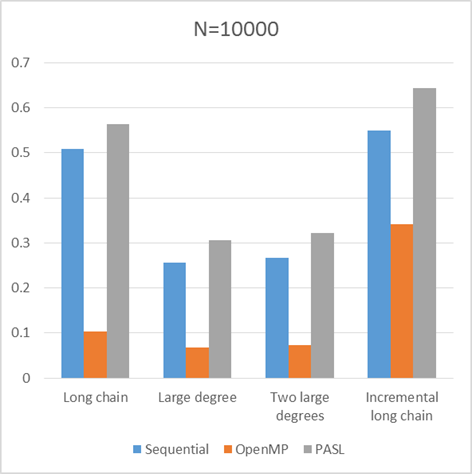 N=10000
0.7
0.6
0.5
0.4
0.3
0.2
0.1
0
Long chain Large degree Two large Incremental
degrees long chain
Sequential OpenMP PASL